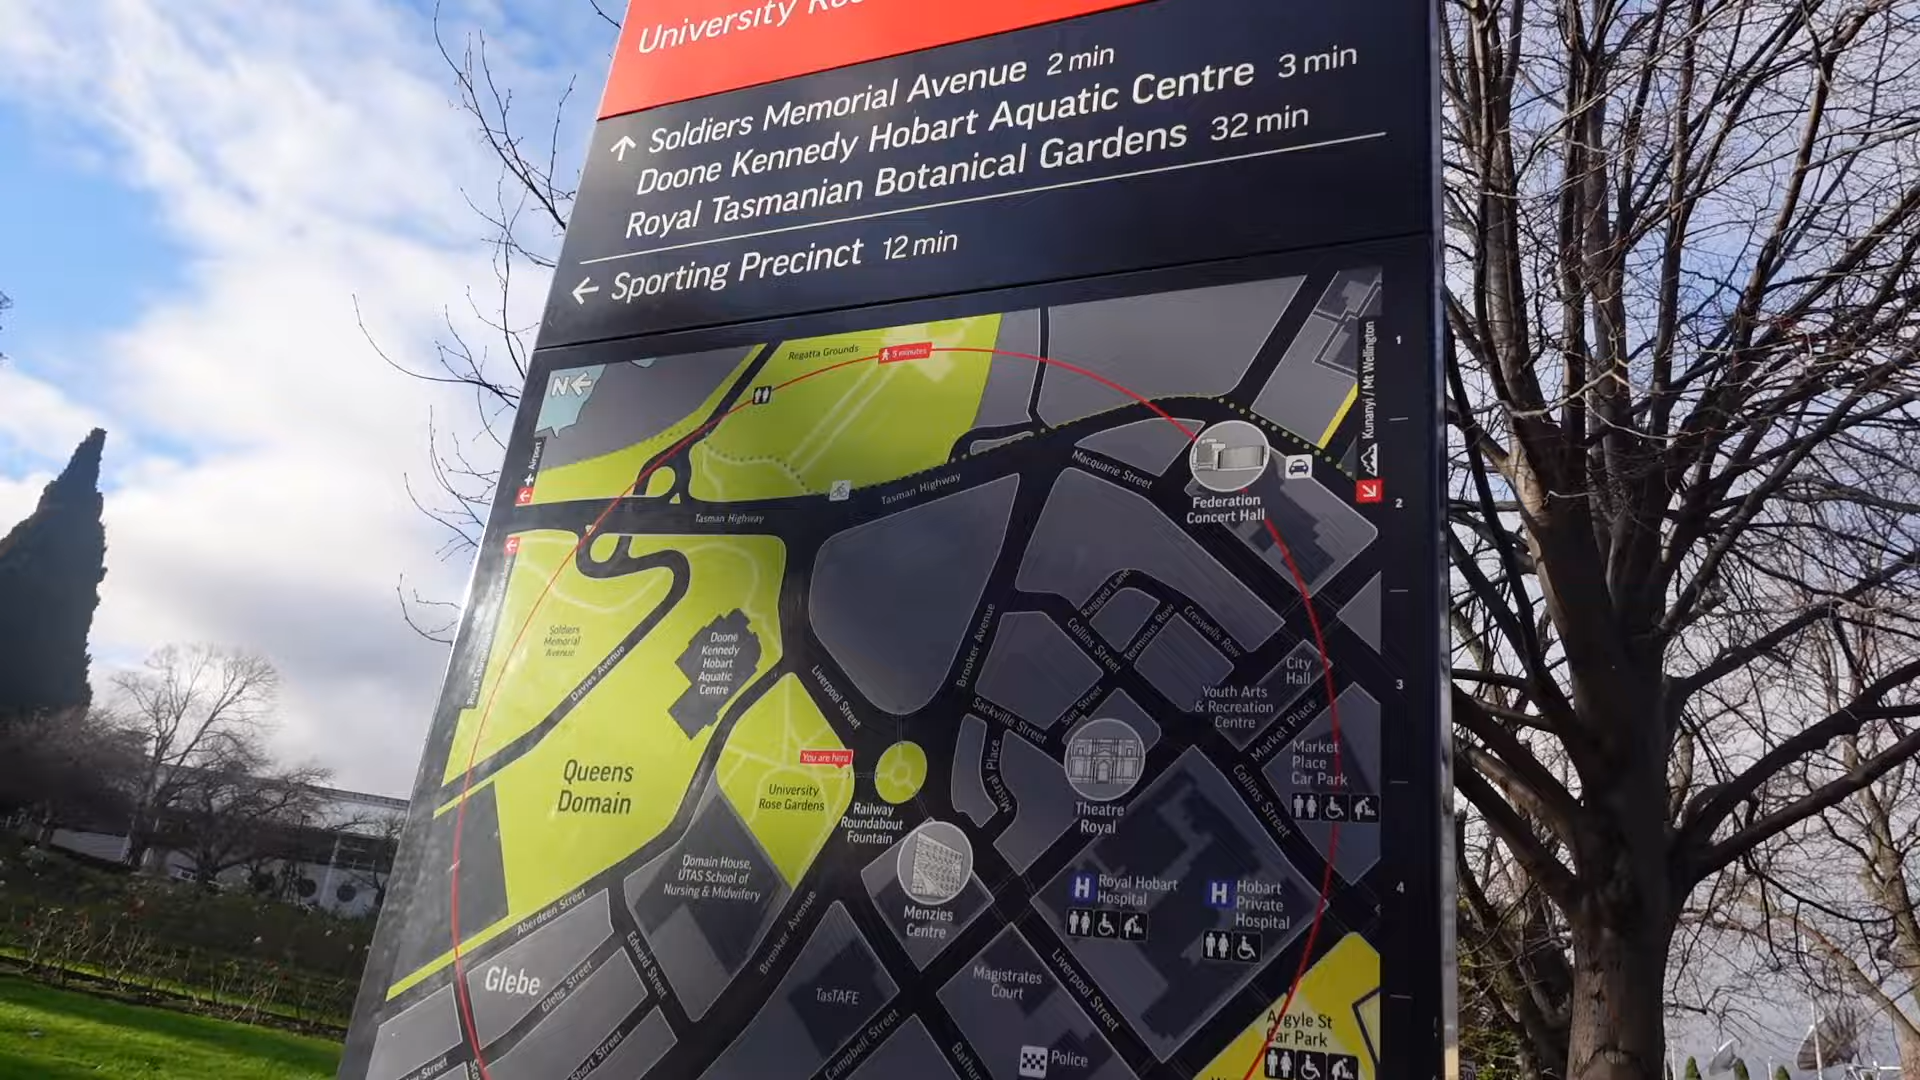 University
↑ Soldiers Memorial Avenue 2 min
Doone Kennedy Hobart Aquatic Centre 3 min
Royal Tasmanian Botanical Gardens 32 min
← Sporting Precinct 12 min
N←
Regatta Grounds
5 minutes
Kunanyi / Mt Wellington
1
Airport
Tasman Highway
Tasman Highway
Macquarie Street
Federation
Concert Hall
2
Soldiers
Memorial
Avenue
Davies Avenue
Doone
Kennedy
Hobart
Aquatic
Centre
Liverpool Street
Brooker Avenue
Ragged Lane
Collins Street
Terminus Row
Creswells Row
City
Hall
Youth Arts
& Recreation
Centre
Market Place
3
Sackville Street
Sun Street
Mistral Place
Collins Street
Market
Place
Car Park
Queens
Domain
You are here
University
Rose Gardens
Railway
Roundabout
Fountain
Theatre
Royal
Domain House,
UTAS School of
Nursing & Midwifery
Menzies
Centre
H Royal Hobart
Hospital
H Hobart
Private
Hospital
4
Aberdeen Street
Edward Street
Brooker Avenue
Glebe
Glebe Street
Short Street
TasTAFE
Campbell Street
Magistrates
Court
Liverpool Street
Police
Argyle St
Car Park